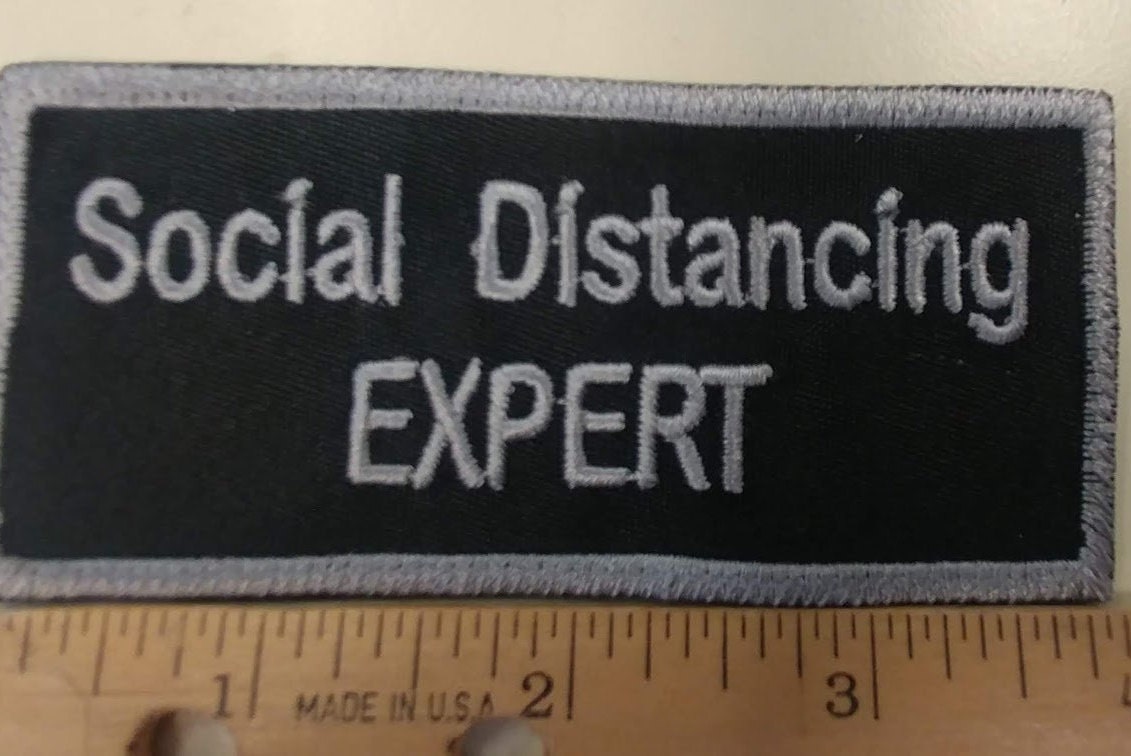 Social Distancing
EXPERT
1 MADE IN U.S.A 2 3